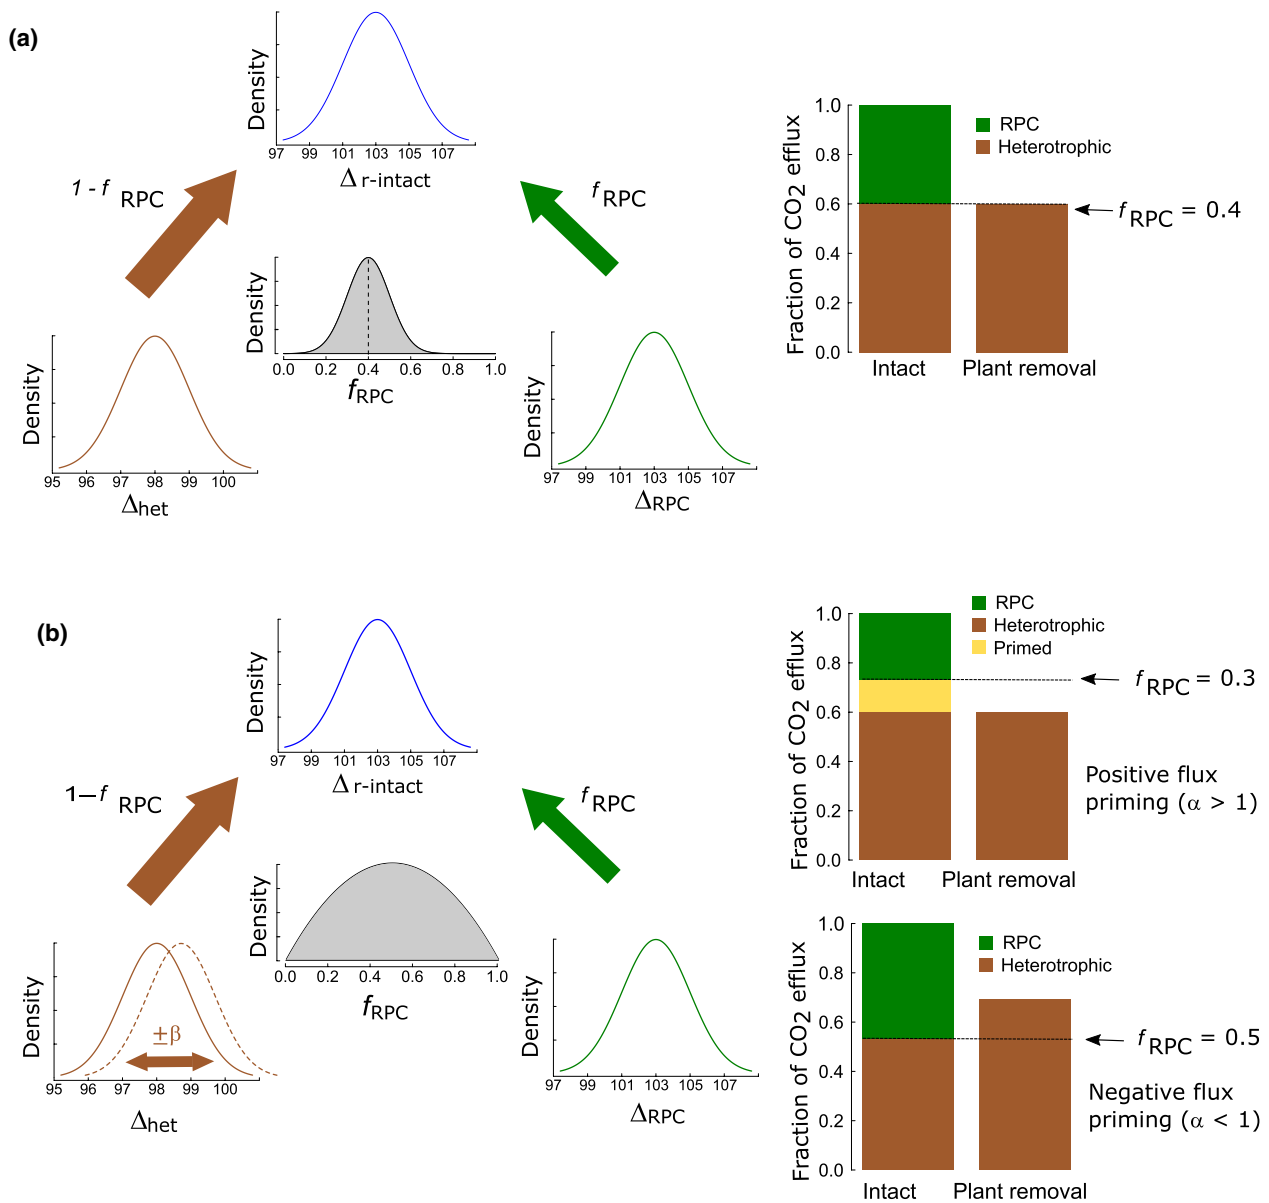 (a)
Density
97 99 101 103 105 107
Δ r-intact
1 - f RPC
f RPC
Density
0.0 0.2 0.4 0.6 0.8 1.0
fRPC
Density
95 96 97 98 99 100
Δhet
Density
97 99 101 103 105 107
ΔRPC
Fraction of CO2 efflux
1.0
0.8
0.6
0.4
0.2
0.0
RPC
Heterotrophic
f RPC = 0.4
Intact Plant removal
(b)
Density
97 99 101 103 105 107
Δ r-intact
1–f RPC
f RPC
Density
0.0 0.2 0.4 0.6 0.8 1.0
fRPC
Density
±β
95 96 97 98 99 100
Δhet
Density
97 99 101 103 105 107
ΔRPC
Fraction of CO2 efflux
1.0
0.8
0.6
0.4
0.2
0.0
RPC
Heterotrophic
Primed
f RPC = 0.3
Positive flux
priming (α > 1)
Intact Plant removal
Fraction of CO2 efflux
1.0
0.8
0.6
0.4
0.2
0.0
RPC
Heterotrophic
f RPC = 0.5
Negative flux
priming (α < 1)
Intact Plant removal